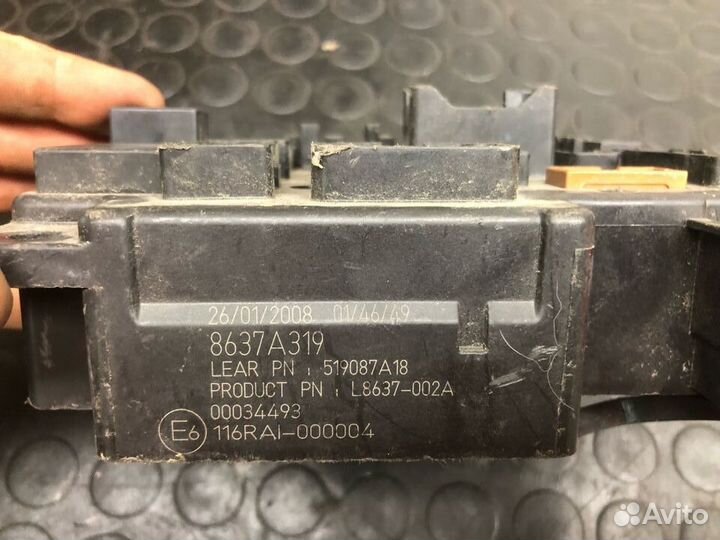 26/01/2008 01/46/49
8637A319
LEAR PN : 519087A18
PRODUCT PN : L8637-002A
00034493
E6 116RAI-000004
Avito